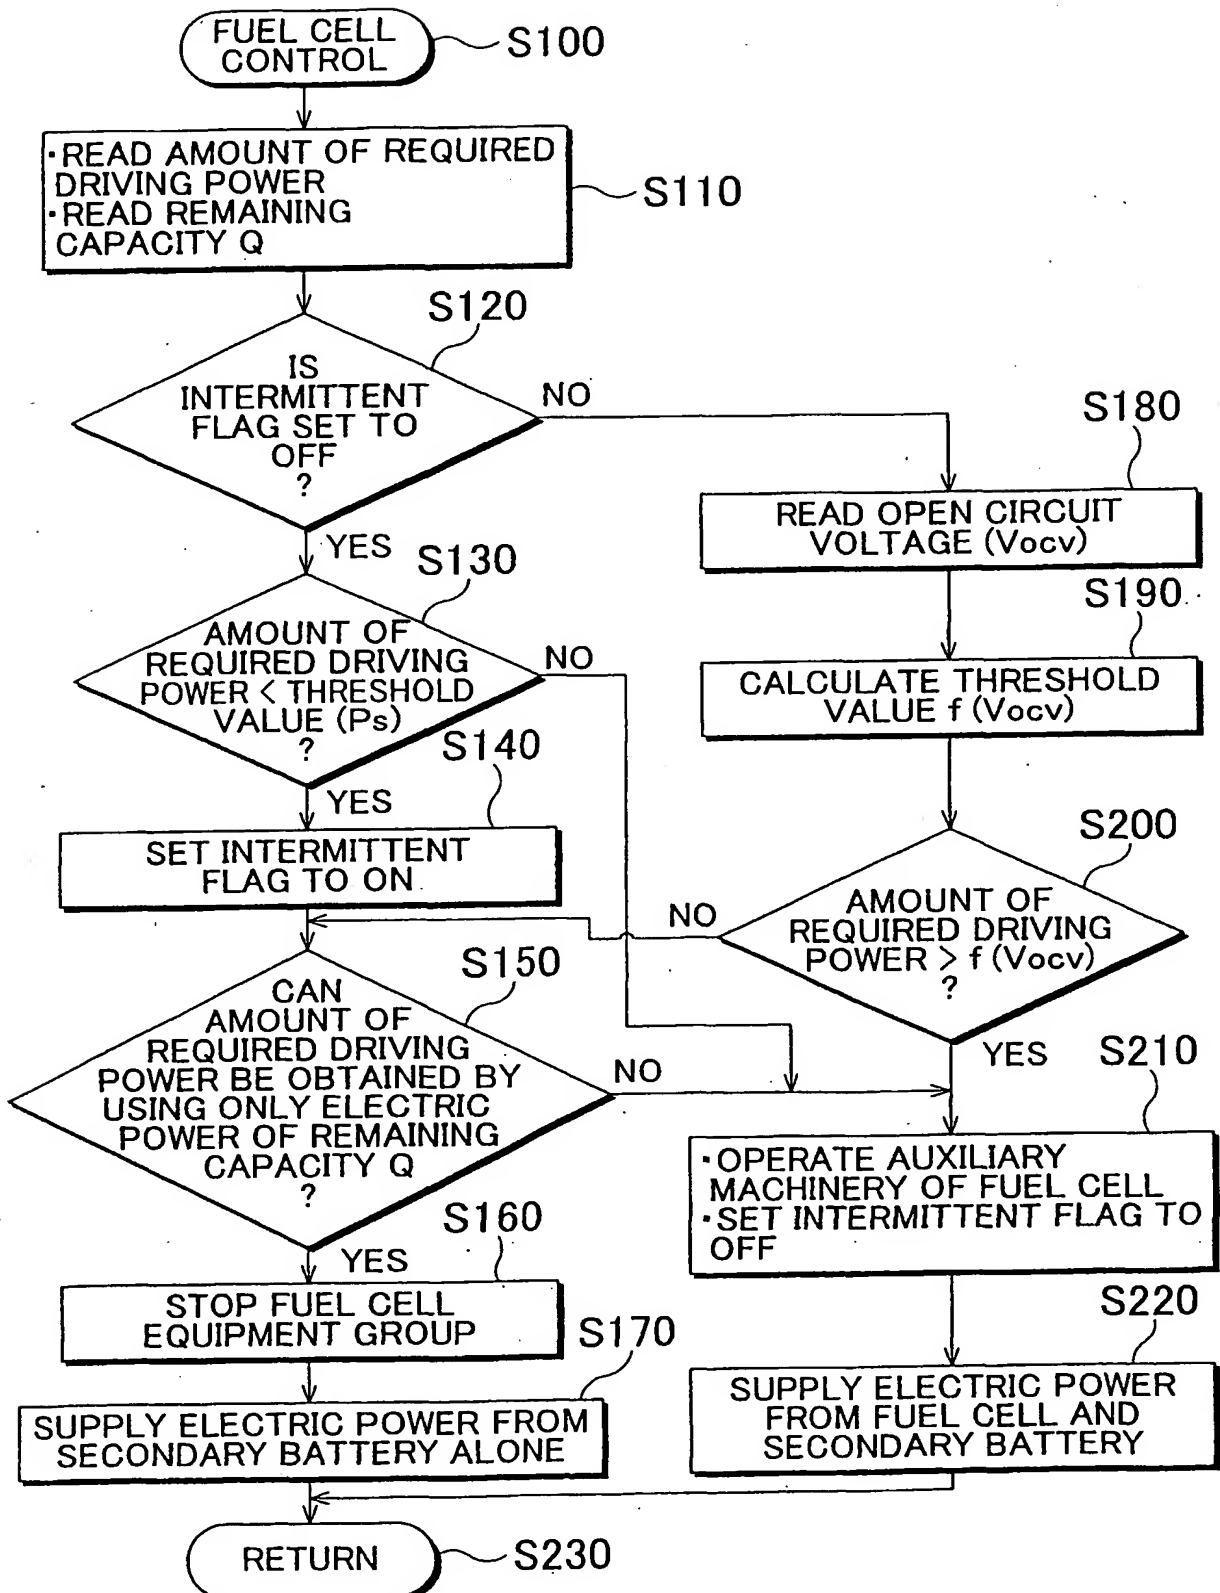 FUEL CELL
CONTROL
S100
·READ AMOUNT OF REQUIRED
DRIVING POWER
·READ REMAINING
CAPACITY Q
S110
S120
IS
INTERMITTENT
FLAG SET TO
OFF
?
NO
YES
S130
AMOUNT OF
REQUIRED DRIVING
POWER < THRESHOLD
VALUE (Ps)
?
NO
YES
S140
SET INTERMITTENT
FLAG TO ON
S150
CAN
AMOUNT OF
REQUIRED DRIVING
POWER BE OBTAINED BY
USING ONLY ELECTRIC
POWER OF REMAINING
CAPACITY Q
?
NO
YES
S160
STOP FUEL CELL
EQUIPMENT GROUP
S170
SUPPLY ELECTRIC POWER FROM
SECONDARY BATTERY ALONE
S180
READ OPEN CIRCUIT
VOLTAGE (Vocv)
S190
CALCULATE THRESHOLD
VALUE f (Vocv)
S200
AMOUNT OF
REQUIRED DRIVING
POWER > f (Vocv)
?
NO
YES
S210
·OPERATE AUXILIARY
MACHINERY OF FUEL CELL
·SET INTERMITTENT FLAG TO
OFF
S220
SUPPLY ELECTRIC POWER
FROM FUEL CELL AND
SECONDARY BATTERY
RETURN
S230